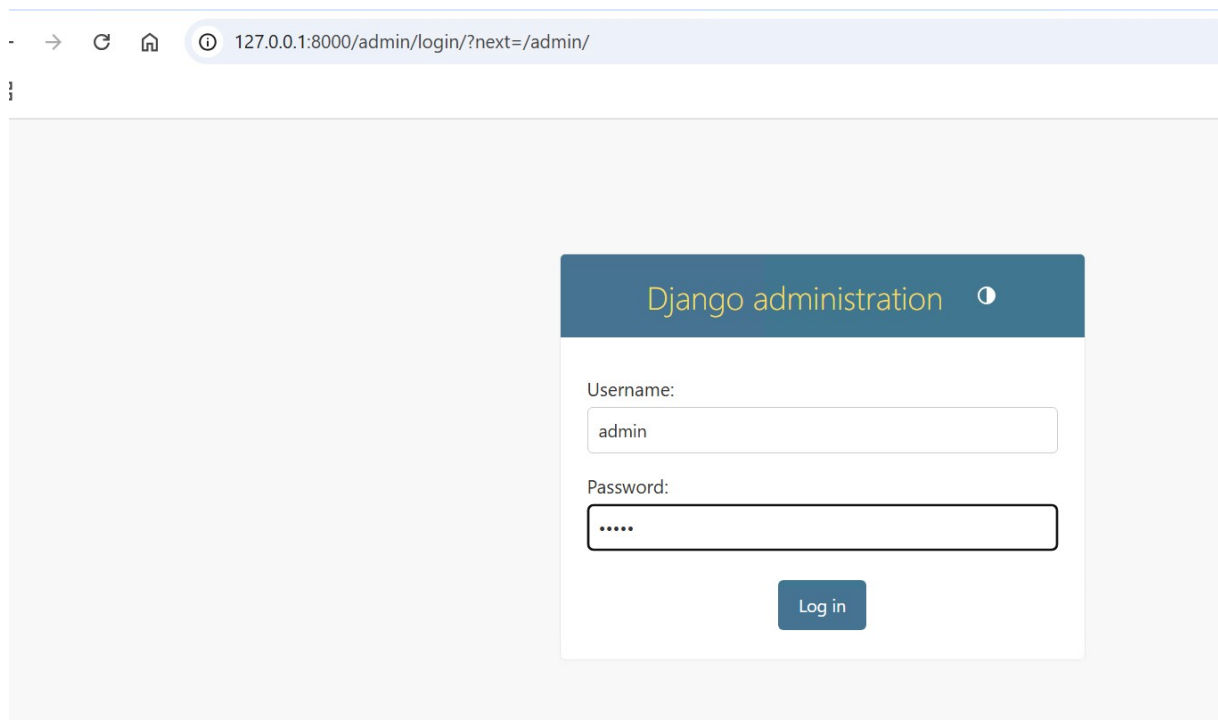 127.0.0.1:8000/admin/login/?next=/admin/
Django administration
Username:
admin
Password:
•••••
Log in